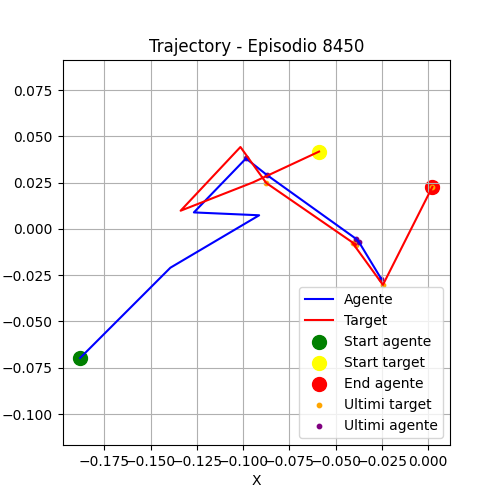 Trajectory - Episodio 8450
0.075
0.050
0.025
0.000
−0.025
−0.050
−0.075
−0.100
Agente
Target
Start agente
Start target
End agente
Ultimi target
Ultimi agente
−0.175 −0.150 −0.125 −0.100 −0.075 −0.050 −0.025 0.000
X